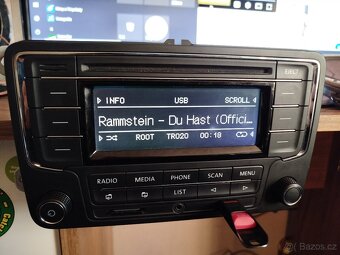 EJECT
INFO USB SCROLL
Rammstein - Du Hast (Offici...
ROOT TR020 00:18
RADIO MEDIA PHONE SCAN MENU
LIST
bazos.cz